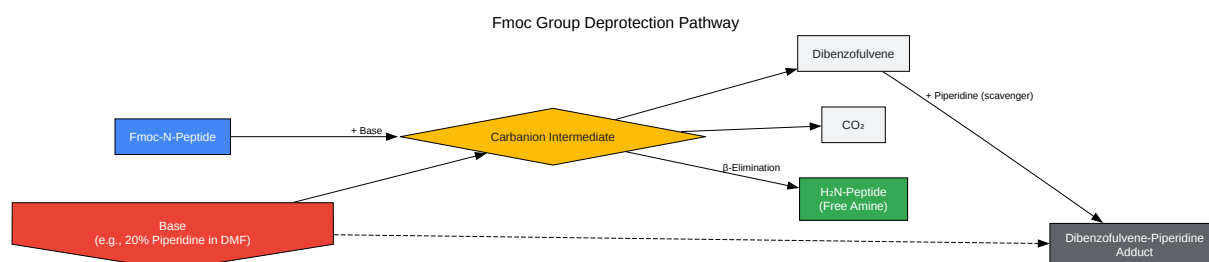 Fmoc Group Deprotection Pathway
Dibenzofulvene
+ Piperidine (scavenger)
Fmoc-N-Peptide
+ Base
Carbanion Intermediate
CO₂
β-Elimination
H₂N-Peptide
(Free Amine)
Base
(e.g., 20% Piperidine in DMF)
Dibenzofulvene-Piperidine
Adduct